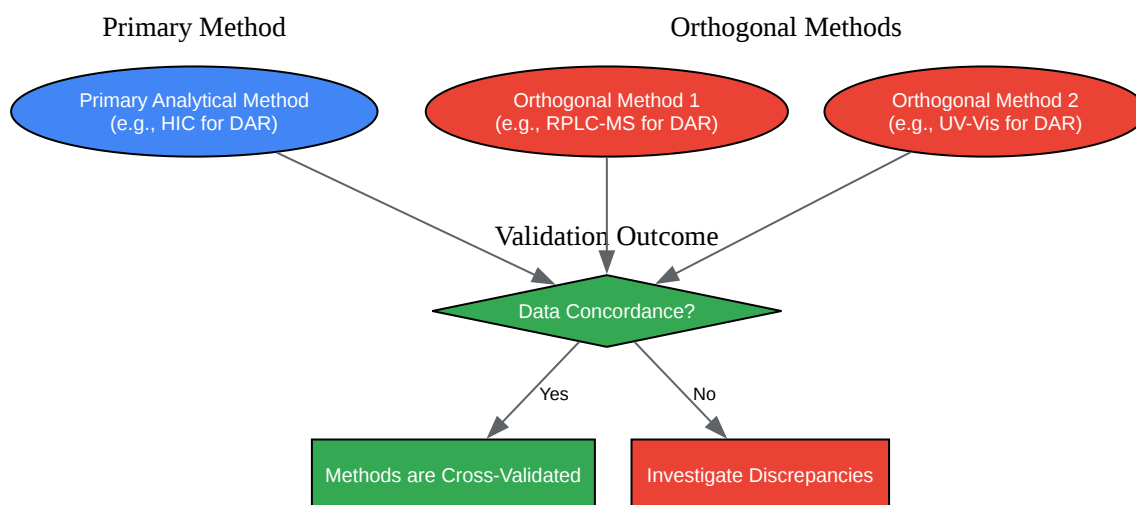 Primary Method
Orthogonal Methods
Primary Analytical Method
(e.g., HIC for DAR)
Orthogonal Method 1
(e.g., RPLC-MS for DAR)
Orthogonal Method 2
(e.g., UV-Vis for DAR)
Validation Outcome
Data Concordance?
Yes
No
Methods are Cross-Validated
Investigate Discrepancies